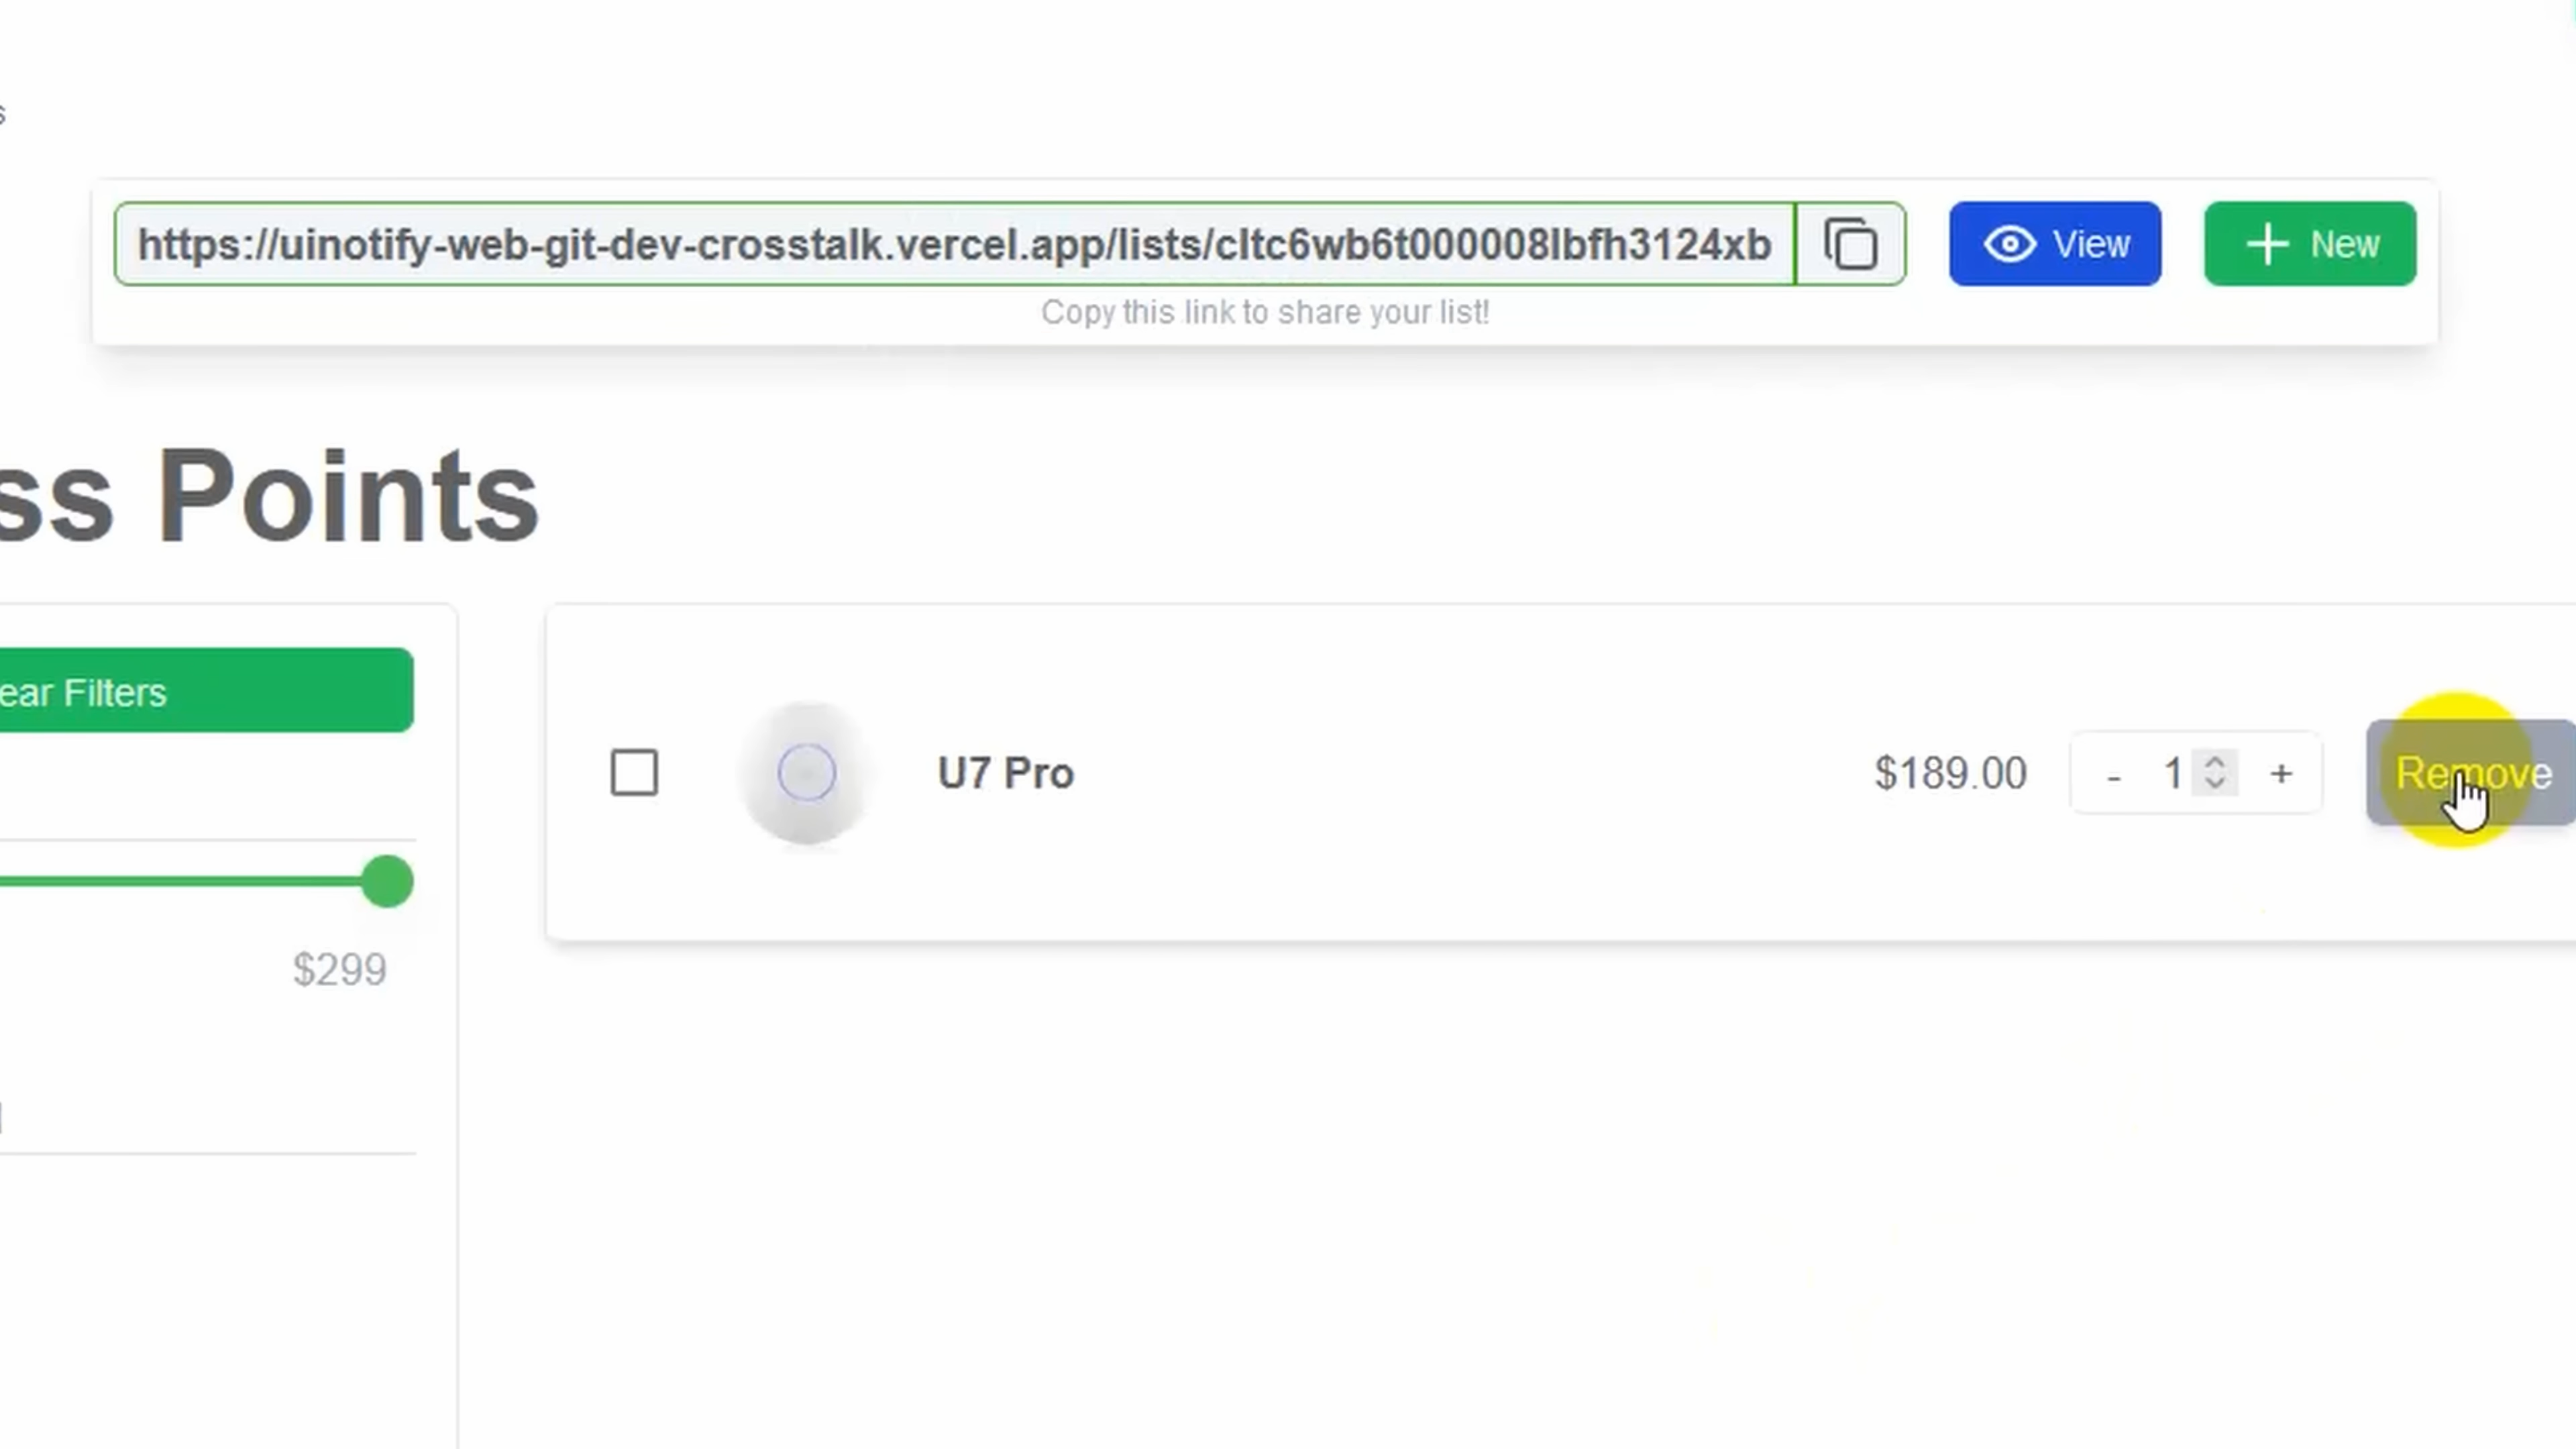 s
https://uinotify-web-git-dev-crosstalk.vercel.app/lists/cltc6wb6t000008lbfh3124xb
View
New
Copy this link to share your list!
ss Points
ear Filters
U7 Pro
$189.00
- 1 +
Remove
$299